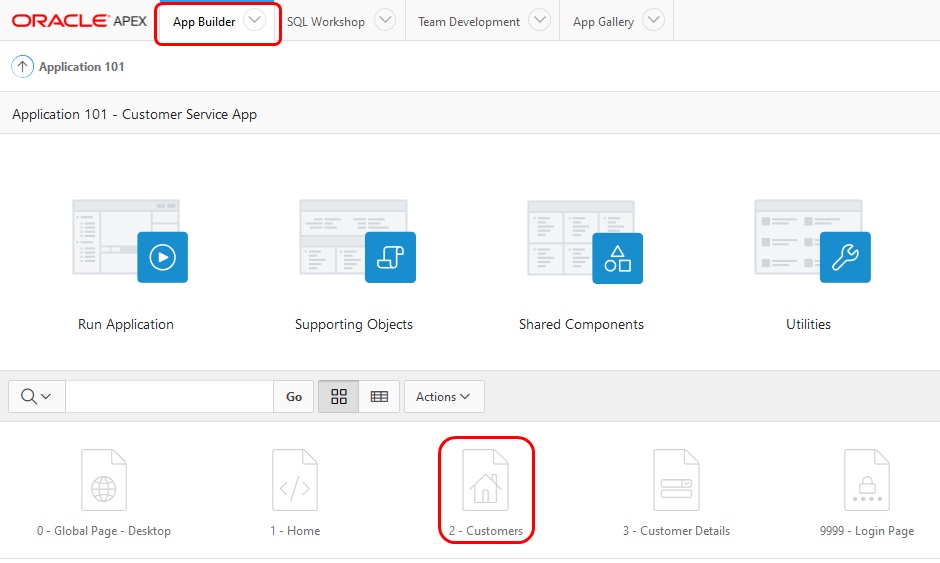 ORACLE APEX App Builder SQL Workshop Team Development App Gallery
Application 101
Application 101 - Customer Service App
Run Application Supporting Objects Shared Components Utilities
Go Actions
0 - Global Page - Desktop 1 - Home 2 - Customers 3 - Customer Details 9999 - Login Page